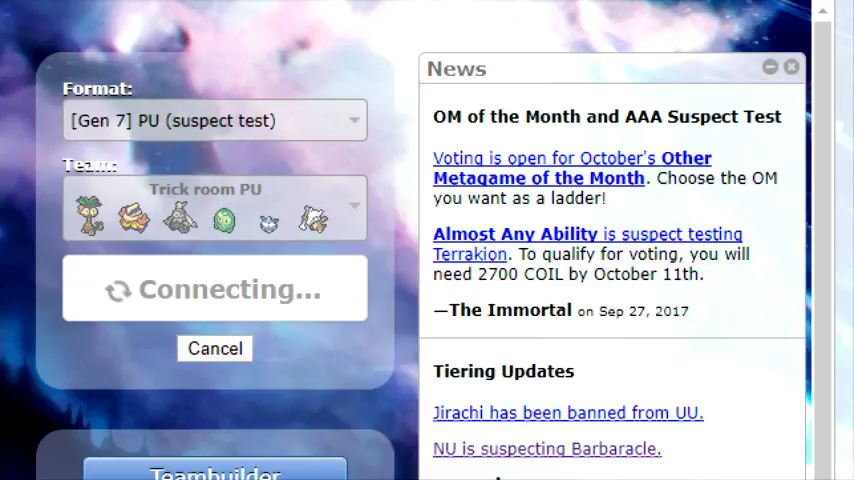 Format:
[Gen 7] PU (suspect test)
Team:
Trick room PU
Connecting...
Cancel
Teambuilder
News
OM of the Month and AAA Suspect Test
Voting is open for October's Other
Metagame of the Month. Choose the OM
you want as a ladder!
Almost Any Ability is suspect testing
Terrakion. To qualify for voting, you will
need 2700 COIL by October 11th.
—The Immortal on Sep 27, 2017
Tiering Updates
Jirachi has been banned from UU.
NU is suspecting Barbaracle.